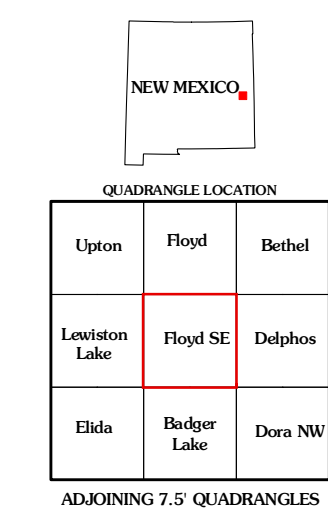 NEW MEXICO
QUADRANGLE LOCATION
Upton
Floyd
Bethel
Lewiston
Lake
Floyd SE
Delphos
Elida
Badger
Lake
Dora NW
ADJOINING 7.5' QUADRANGLES